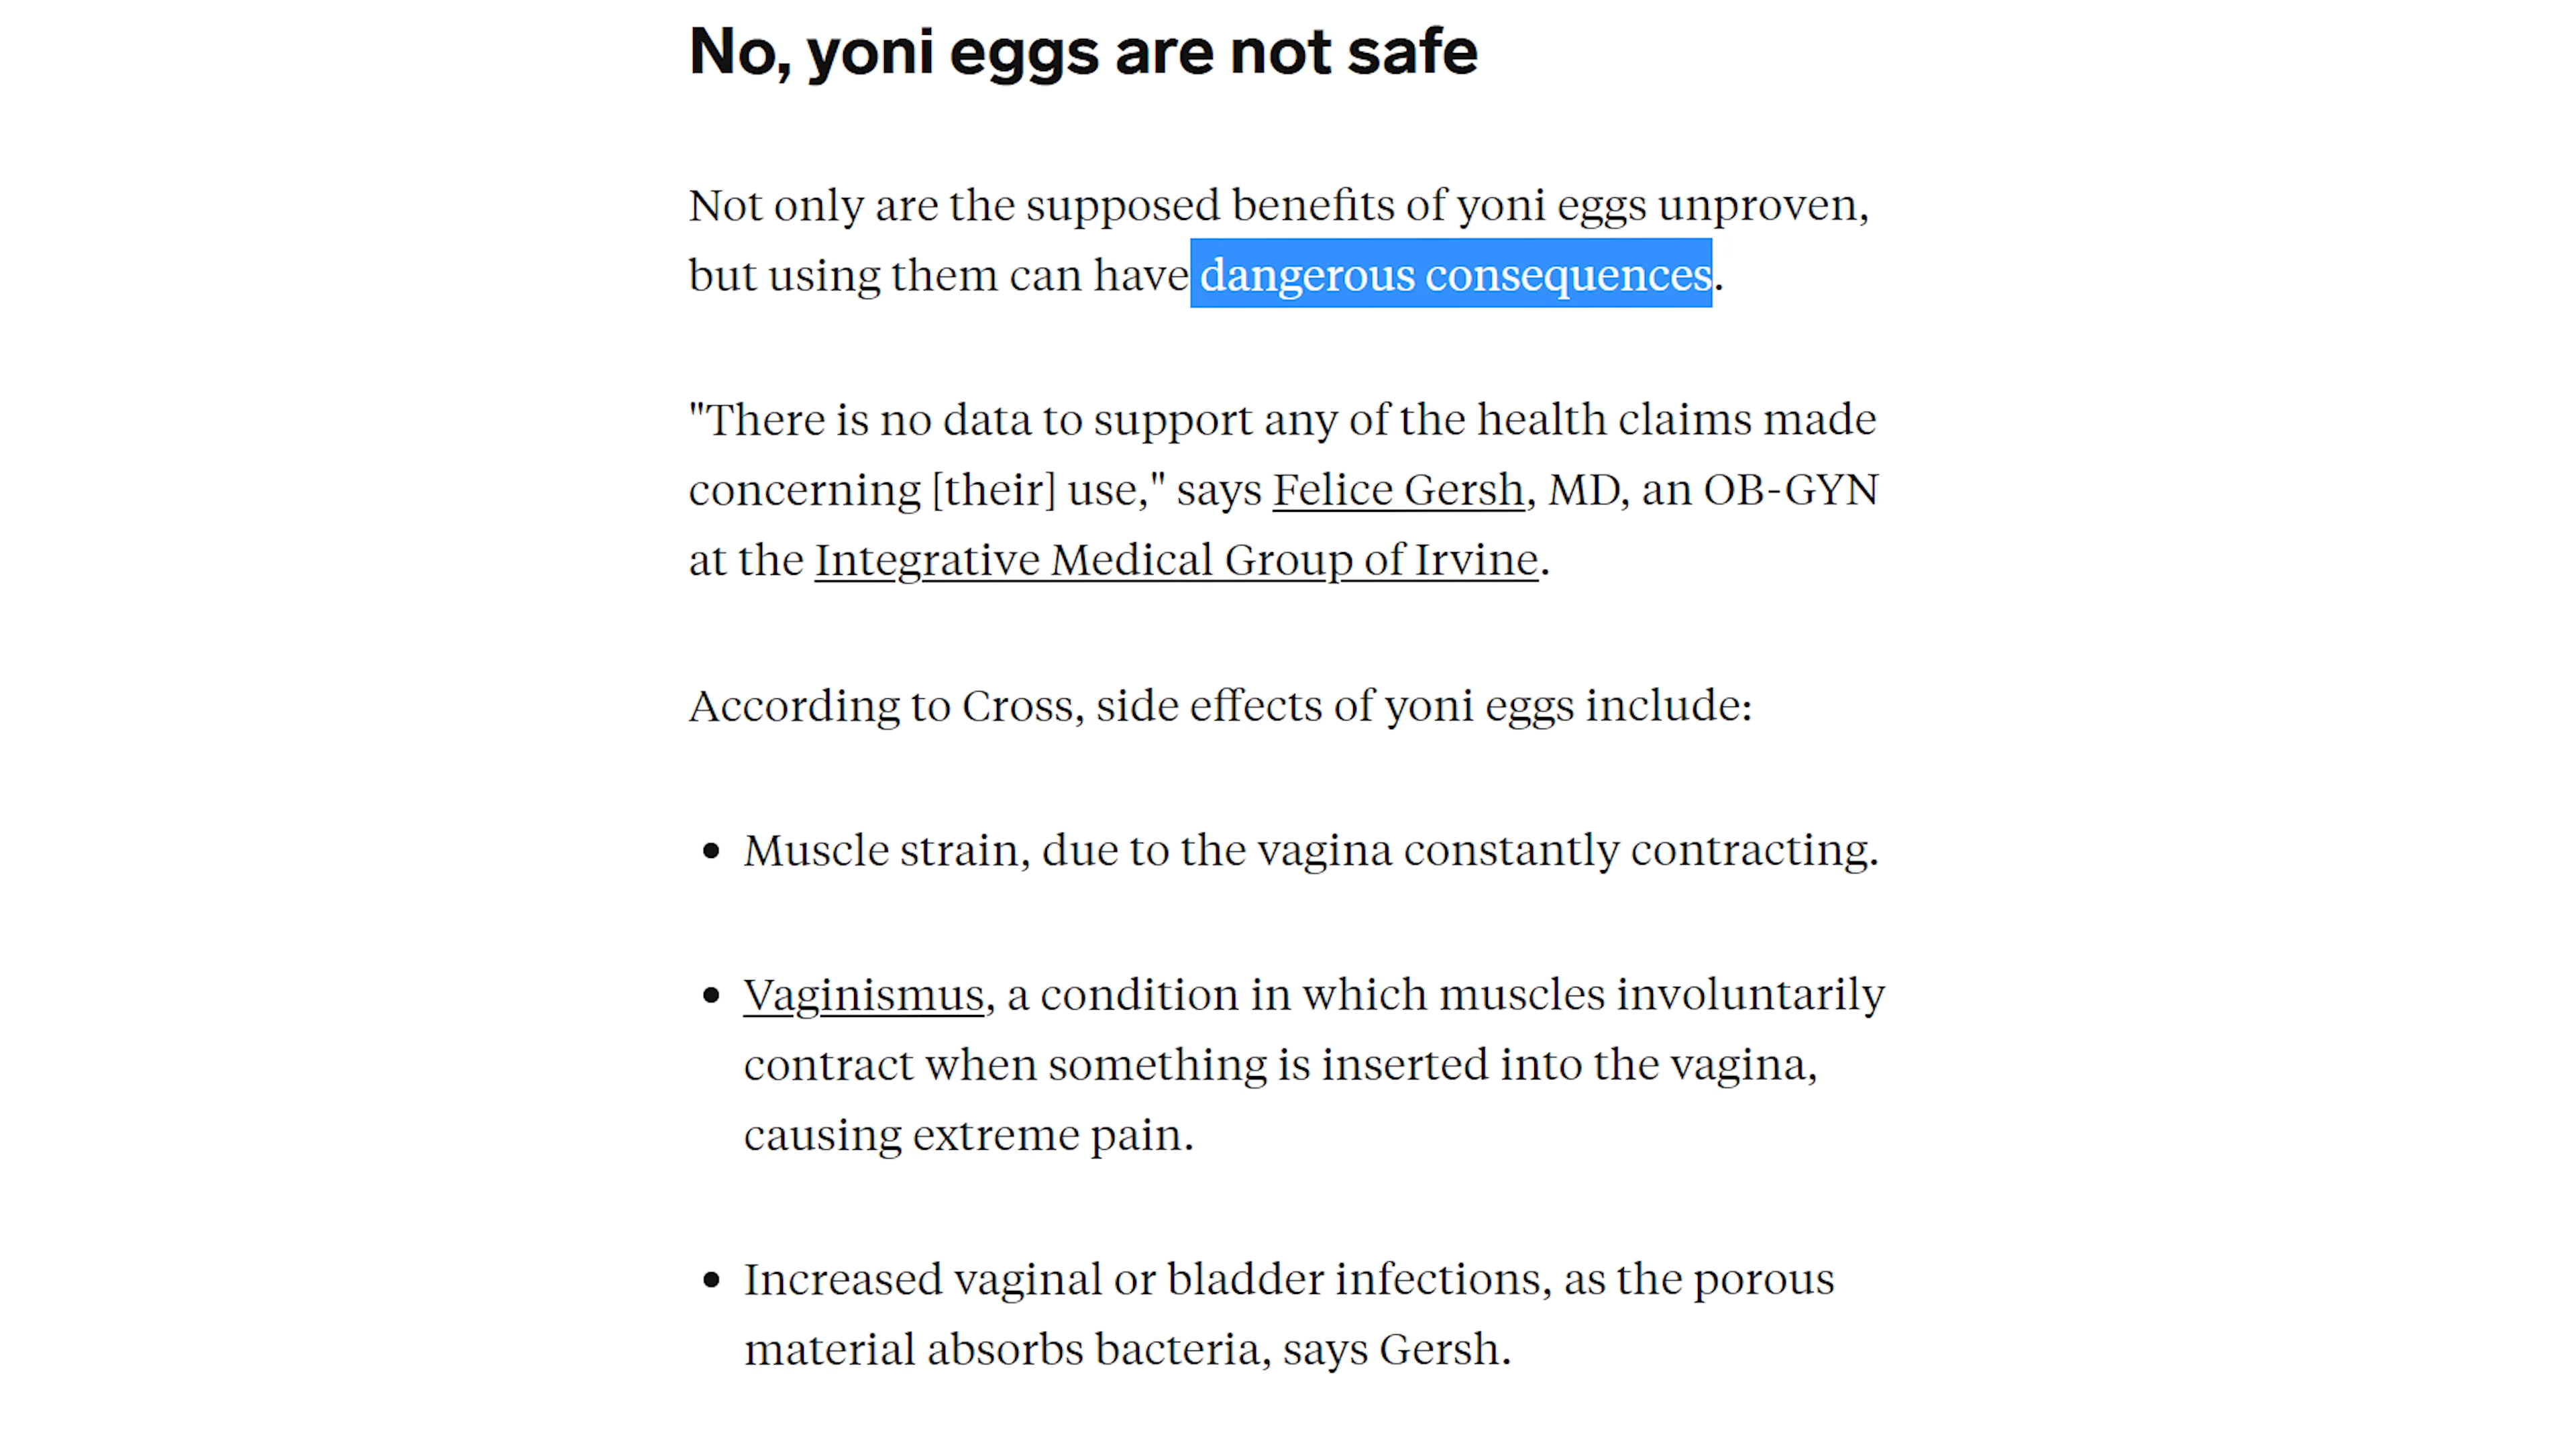 No, yoni eggs are not safe
Not only are the supposed benefits of yoni eggs unproven,
but using them can have dangerous consequences.
"There is no data to support any of the health claims made
concerning [their] use," says Felice Gersh, MD, an OB-GYN
at the Integrative Medical Group of Irvine.
According to Cross, side effects of yoni eggs include:
• Muscle strain, due to the vagina constantly contracting.
• Vaginismus, a condition in which muscles involuntarily
contract when something is inserted into the vagina,
causing extreme pain.
• Increased vaginal or bladder infections, as the porous
material absorbs bacteria, says Gersh.